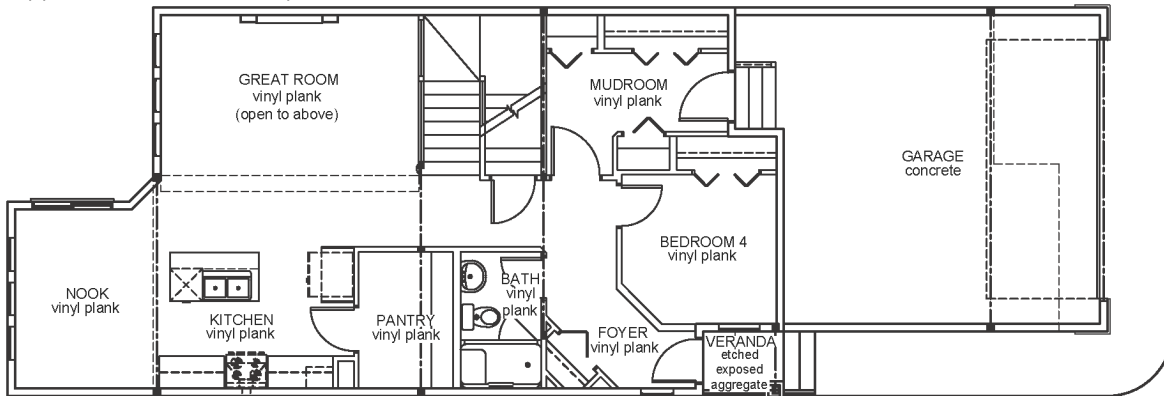 GREAT ROOM
vinyl plank
(open to above)
MUDROOM
vinyl plank
GARAGE
concrete
BEDROOM 4
vinyl plank
NOOK
vinyl plank
KITCHEN
vinyl plank
PANTRY
vinyl plank
BATH
vinyl
plank
FOYER
vinyl plank
VERANDA
etched
exposed
aggregate